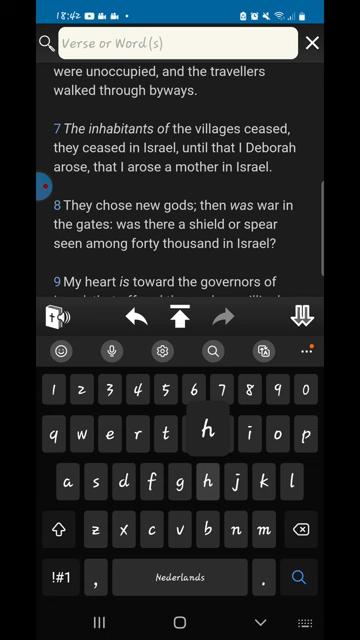 18:42
Verse or Word(s)
were unoccupied, and the travellers
walked through byways.
7 The inhabitants of the villages ceased,
they ceased in Israel, until that I Deborah
arose, that I arose a mother in Israel.
8 They chose new gods; then was war in
the gates: was there a shield or spear
seen among forty thousand in Israel?
9 My heart is toward the governors of
1 2 3 4 5 6 7 8 9 0
q w e r t h i o p
a s d f g h j k l
z x c v b n m
!#1 , Nederlands .